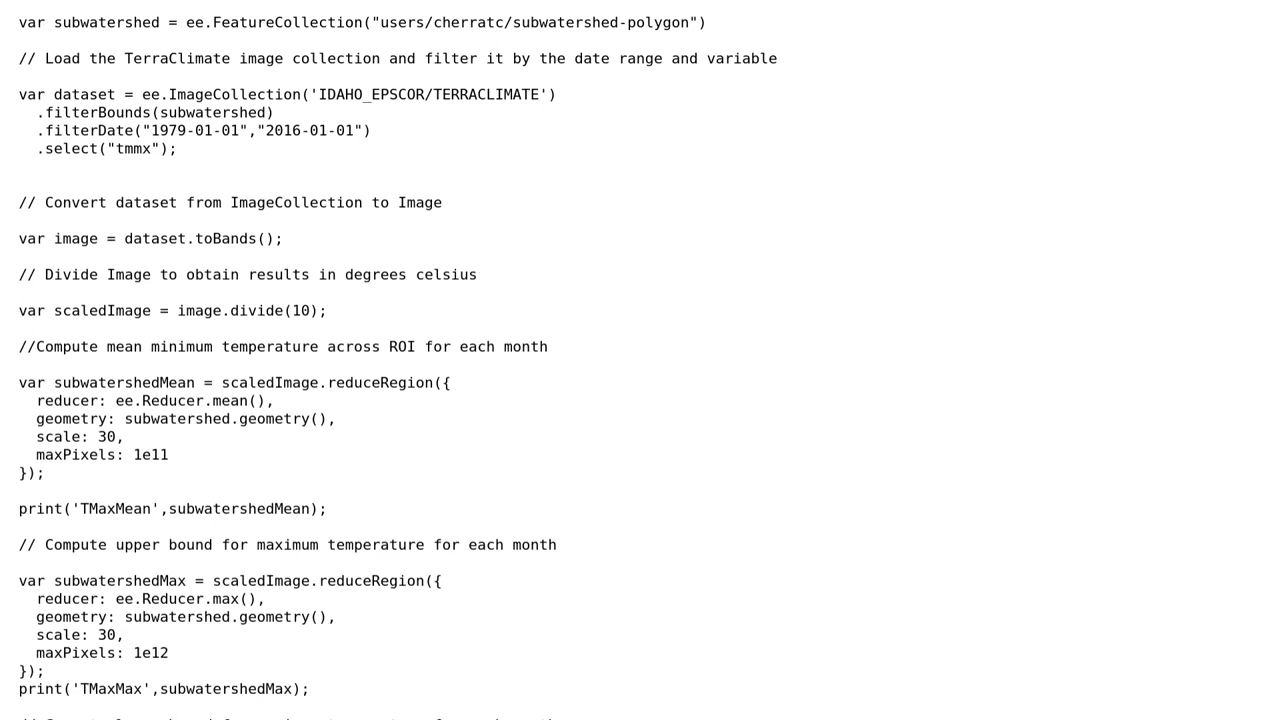 var subwatershed = ee.FeatureCollection("users/cherratc/subwatershed-polygon")
// Load the TerraClimate image collection and filter it by the date range and variable
var dataset = ee.ImageCollection('IDAHO_EPSCOR/TERRACLIMATE')
  .filterBounds(subwatershed)
  .filterDate("1979-01-01","2016-01-01")
  .select("tmmx");
// Convert dataset from ImageCollection to Image
var image = dataset.toBands();
// Divide Image to obtain results in degrees celsius
var scaledImage = image.divide(10);
//Compute mean minimum temperature across ROI for each month
var subwatershedMean = scaledImage.reduceRegion({
  reducer: ee.Reducer.mean(),
  geometry: subwatershed.geometry(),
  scale: 30,
  maxPixels: 1e11
});
print('TMaxMean',subwatershedMean);
// Compute upper bound for maximum temperature for each month
var subwatershedMax = scaledImage.reduceRegion({
  reducer: ee.Reducer.max(),
  geometry: subwatershed.geometry(),
  scale: 30,
  maxPixels: 1e12
});
print('TMaxMax',subwatershedMax);